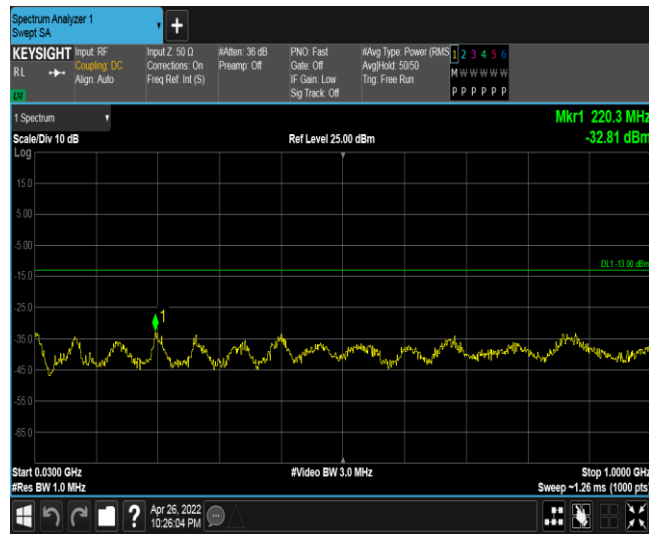 Spectrum Analyzer 1
Swept SA
KEYSIGHT
RL
LXI
Input: RF
Coupling: DC
Align: Auto
Input Z: 50 Ω
Corrections: On
Freq Ref: Int (S)
#Atten: 36 dB
Preamp: Off
PNO: Fast
Gate: Off
IF Gain: Low
Sig Track: Off
#Avg Type: Power (RMS
Avg|Hold: 50/50
Trig: Free Run
1 2 3 4 5 6
M W W W W W
P P P P P P
1 Spectrum
Scale/Div 10 dB
Log
Ref Level 25.00 dBm
Mkr1 220.3 MHz
-32.81 dBm
15.0
5.00
-5.00
-15.0
-25.0
-35.0
-45.0
-55.0
-65.0
DL1 -13.00 dBm
1
Start 0.0300 GHz
#Res BW 1.0 MHz
#Video BW 3.0 MHz
Stop 1.0000 GHz
Sweep ~1.26 ms (1000 pts)
?
Apr 26, 2022
10:26:04 PM